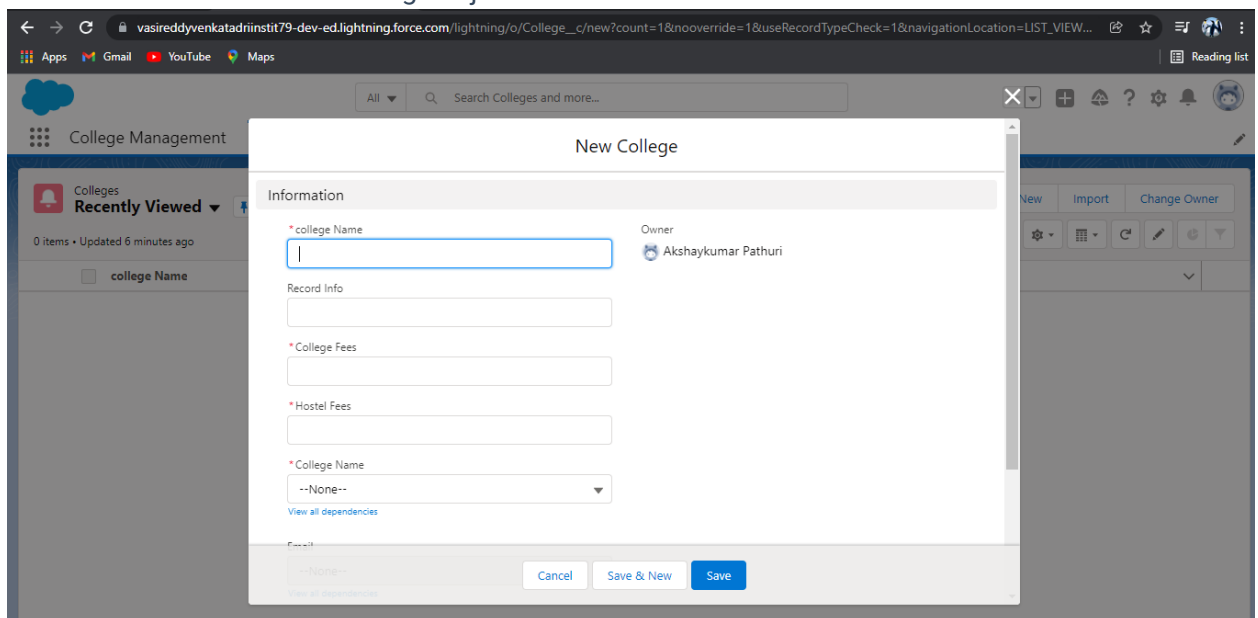 vasireddyvenkatadriinstit79-dev-ed.lightning.force.com/lightning/o/College__c/new?count=1&nooverride=1&useRecordTypeCheck=1&navigationLocation=LIST_VIEW...
Apps Gmail YouTube Maps Reading list
All Search Colleges and more...
College Management
New College
Colleges
Recently Viewed
New Import Change Owner
0 items • Updated 6 minutes ago
college Name
Information
*college Name
Owner
Akshaykumar Pathuri
Record Info
*College Fees
*Hostel Fees
*College Name
--None--
View all dependencies
Email
--None--
View all dependencies
Cancel Save & New Save